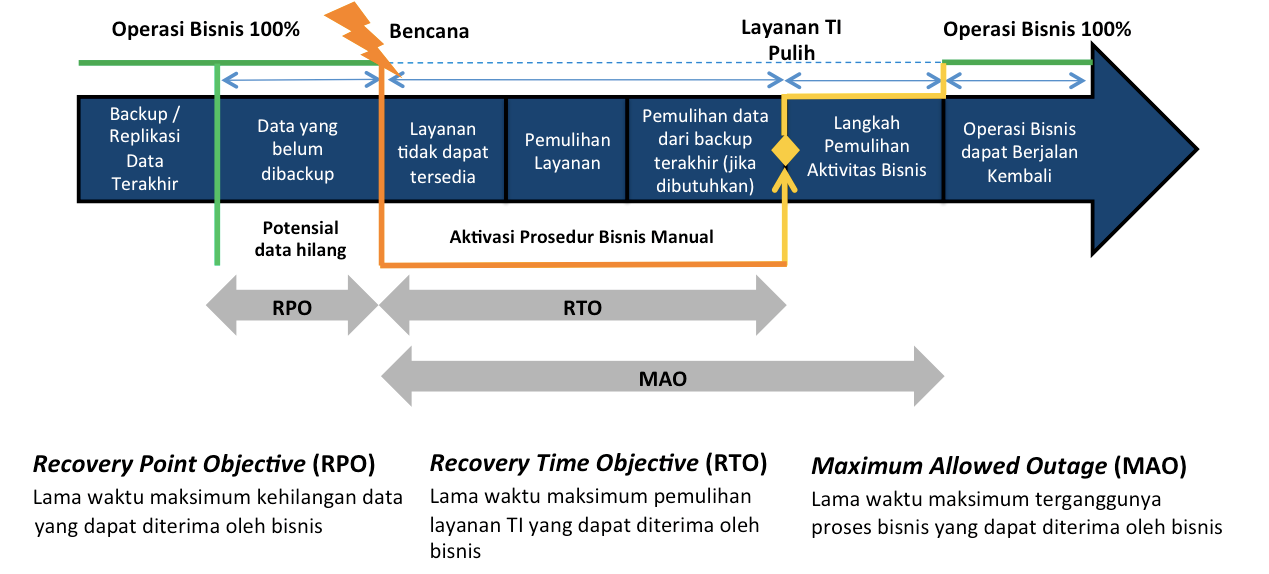 Operasi Bisnis 100%
Bencana
Layanan TI
Pulih
Operasi Bisnis 100%
Backup /
Replikasi
Data
Terakhir
Data yang
belum
dibackup
Layanan
tidak dapat
tersedia
Pemulihan
Layanan
Pemulihan data
dari backup
terakhir (jika
dibutuhkan)
Langkah
Pemulihan
Aktivitas Bisnis
Operasi Bisnis
dapat Berjalan
Kembali
Potensial
data hilang
Aktivasi Prosedur Bisnis Manual
RPO
RTO
MAO
Recovery Point Objective (RPO)
Lama waktu maksimum kehilangan data
yang dapat diterima oleh bisnis
Recovery Time Objective (RTO)
Lama waktu maksimum pemulihan
layanan TI yang dapat diterima oleh
bisnis
Maximum Allowed Outage (MAO)
Lama waktu maksimum terganggunya
proses bisnis yang dapat diterima oleh bisnis